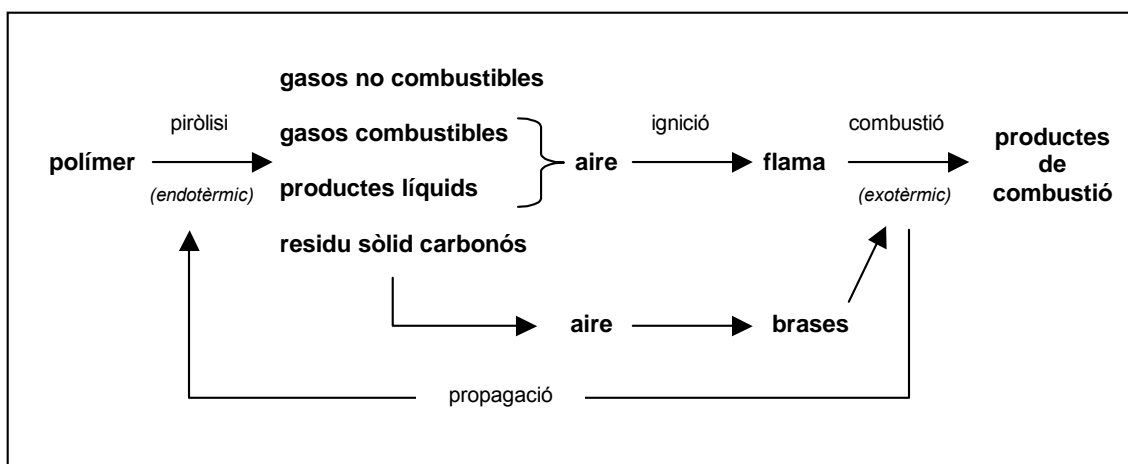 gasos no combustibles
piròlisi
gasos combustibles
ignició
combustió
polímer
aire
flama
productes
de
combustió
(endotèrmic)
productes líquids
(exotèrmic)
residu sòlid carbonós
aire
brases
propagació